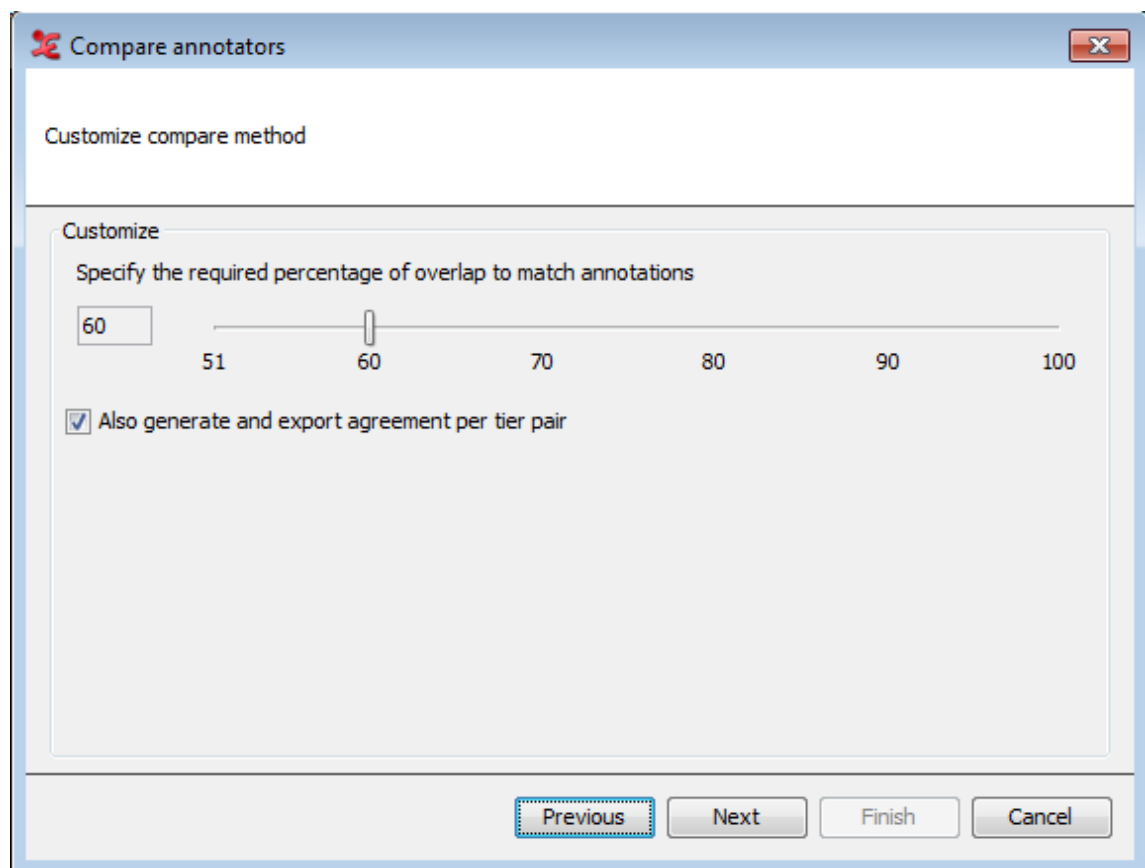 Compare annotators
Customize compare method
Customize
Specify the required percentage of overlap to match annotations
60
51 60 70 80 90 100
Also generate and export agreement per tier pair
Previous Next Finish Cancel